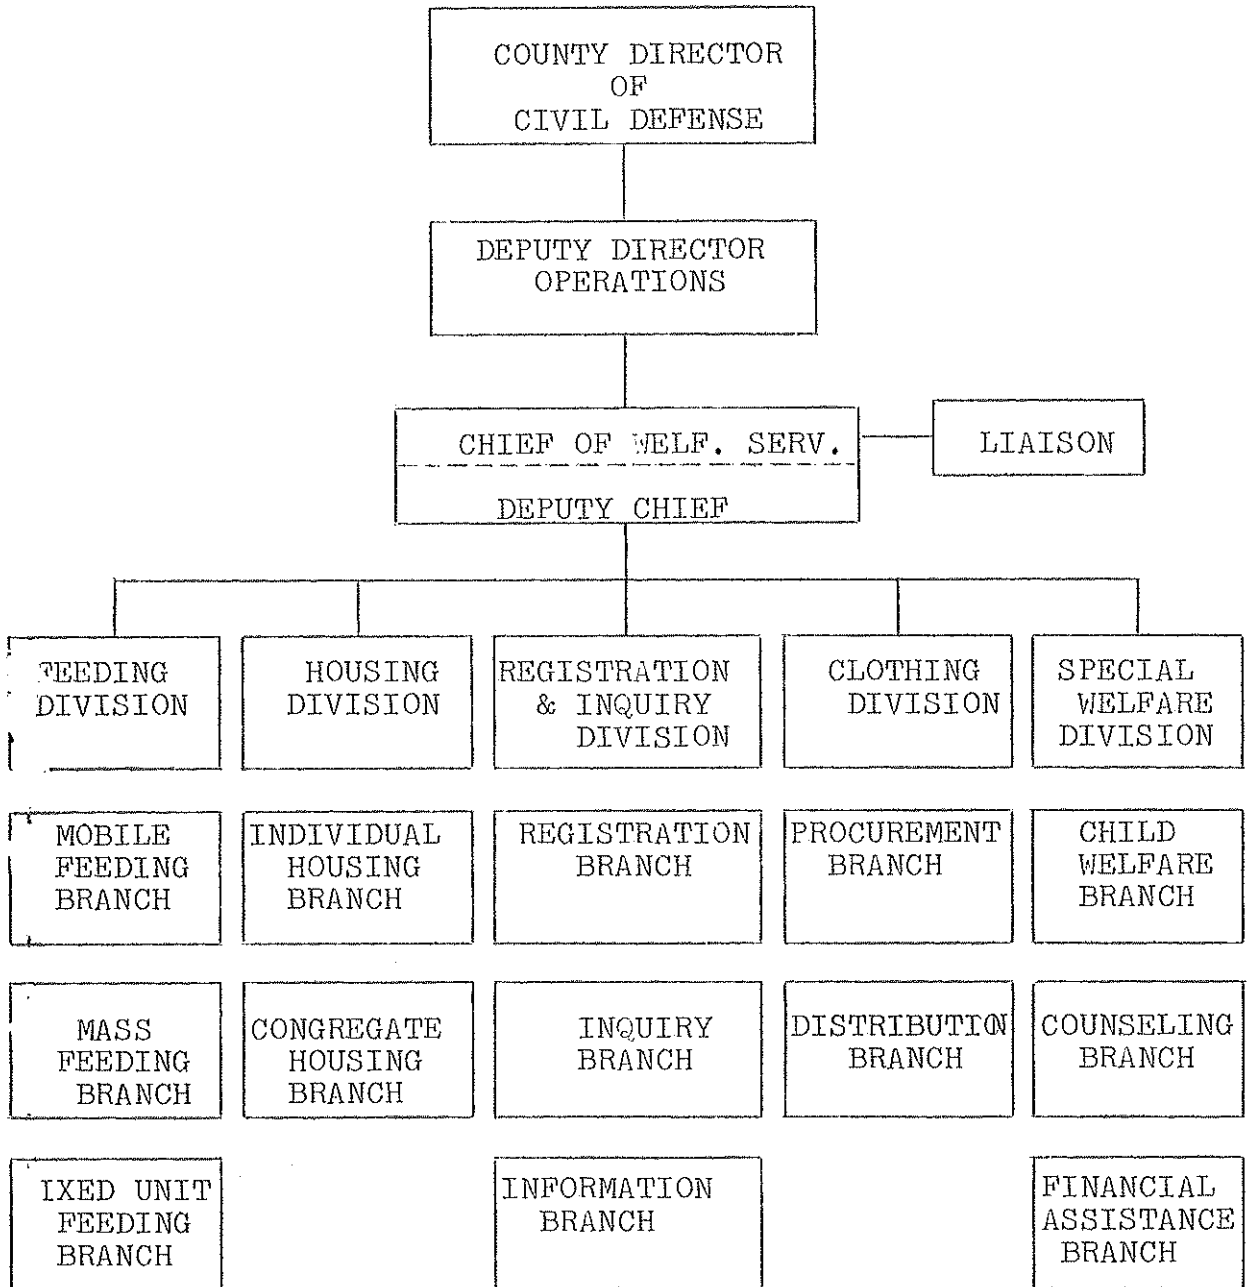 COUNTY DIRECTOR
OF
CIVIL DEFENSE
DEPUTY DIRECTOR
OPERATIONS
CHIEF OF WELF. SERV.
DEPUTY CHIEF
LIAISON
FEEDING
DIVISION
HOUSING
DIVISION
REGISTRATION
& INQUIRY
DIVISION
CLOTHING
DIVISION
SPECIAL
WELFARE
DIVISION
MOBILE
FEEDING
BRANCH
INDIVIDUAL
HOUSING
BRANCH
REGISTRATION
BRANCH
PROCUREMENT
BRANCH
CHILD
WELFARE
BRANCH
MASS
FEEDING
BRANCH
CONGREGATE
HOUSING
BRANCH
INQUIRY
BRANCH
DISTRIBUTION
BRANCH
COUNSELING
BRANCH
IXED UNIT
FEEDING
BRANCH
INFORMATION
BRANCH
FINANCIAL
ASSISTANCE
BRANCH